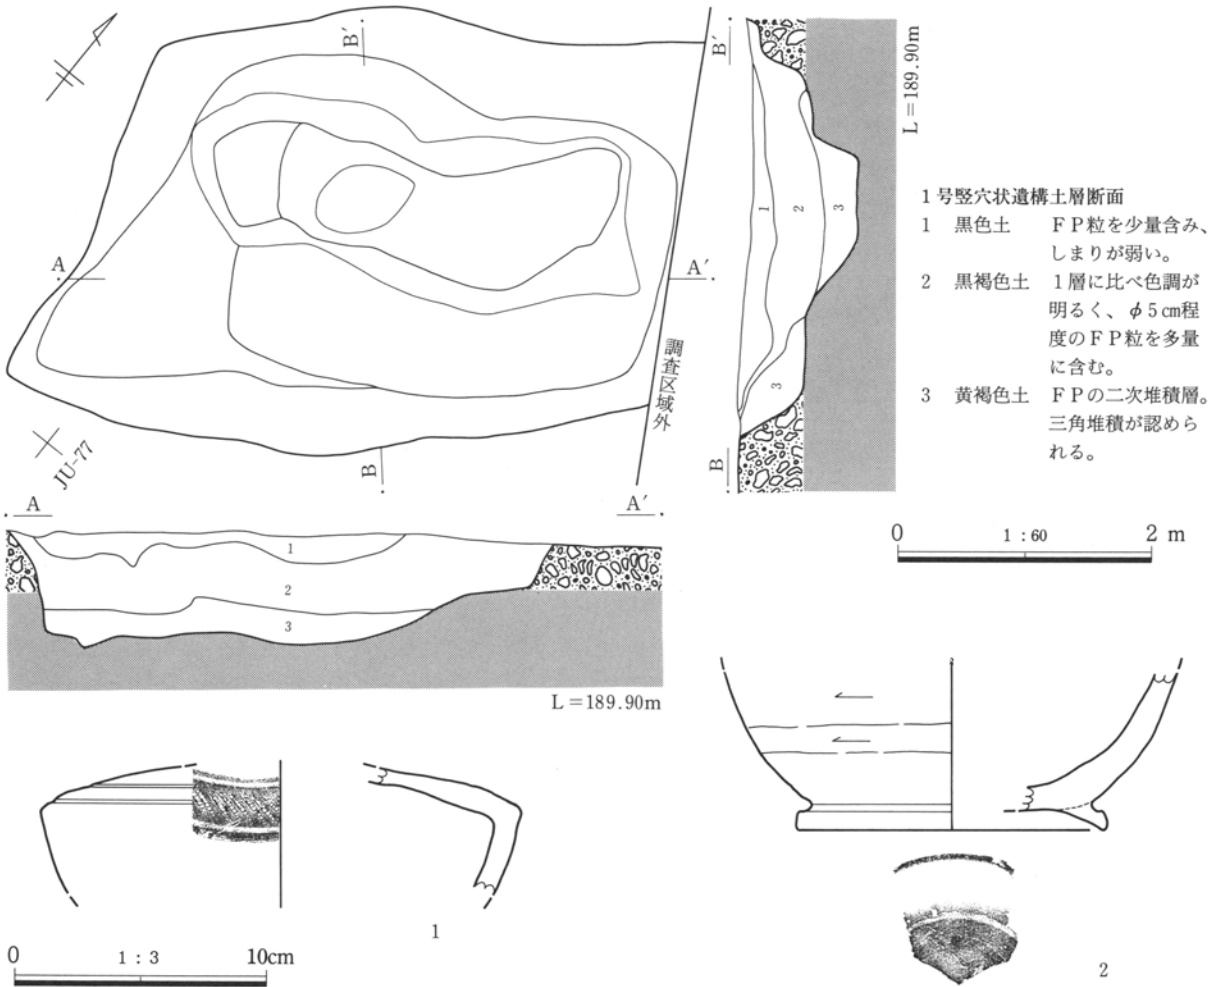 B′
A
A′
B
調査区域外
JU-77
B′
B
1
2
3
3
L=189.90m
1号竪穴状遺構土層断面
1 黒色土 FP粒を少量含み、
しまりが弱い。
2 黒褐色土 1層に比べ色調が
明るく、φ5㎝程
度のFP粒を多量
に含む。
3 黄褐色土 FPの二次堆積層。
三角堆積が認めら
れる。
A
A′
1
2
3
L=189.90m
0 1:60 2m
1
0 1:3 10cm
2